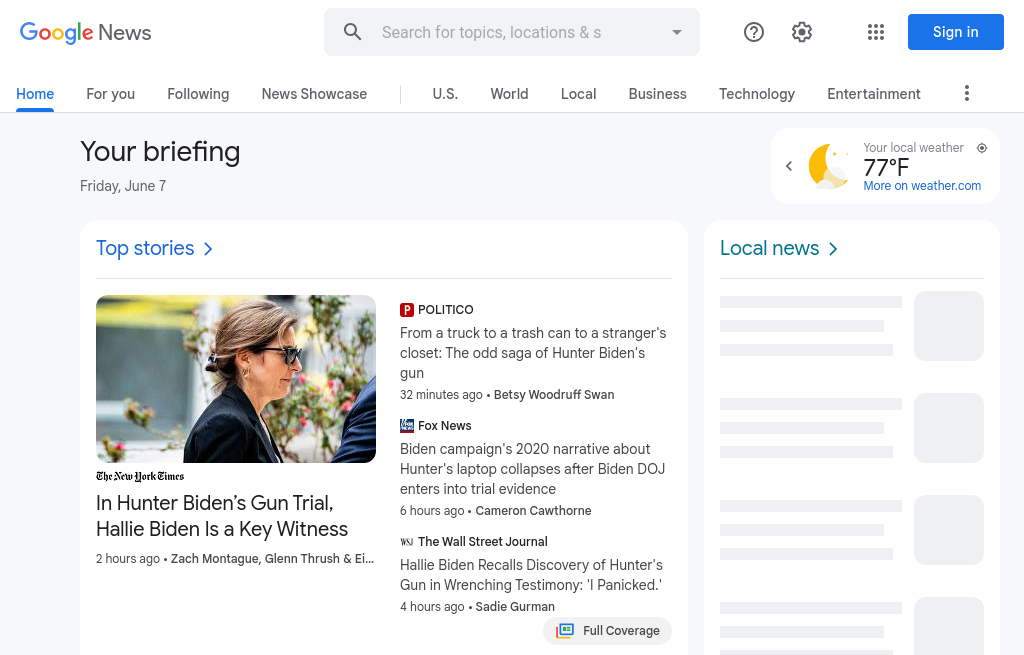 Google News
Search for topics, locations & s
Sign in
Home
For you
Following
News Showcase
U.S.
World
Local
Business
Technology
Entertainment
Your briefing
Friday, June 7
Your local weather
77°F
More on weather.com
Top stories
The New York Times
In Hunter Biden’s Gun Trial,
Hallie Biden Is a Key Witness
2 hours ago • Zach Montague, Glenn Thrush & Ei...
P POLITICO
From a truck to a trash can to a stranger's
closet: The odd saga of Hunter Biden's
gun
32 minutes ago • Betsy Woodruff Swan
FOX NEWS Fox News
Biden campaign's 2020 narrative about
Hunter's laptop collapses after Biden DOJ
enters into trial evidence
6 hours ago • Cameron Cawthorne
WSJ The Wall Street Journal
Hallie Biden Recalls Discovery of Hunter's
Gun in Wrenching Testimony: 'I Panicked.'
4 hours ago • Sadie Gurman
Full Coverage
Local news